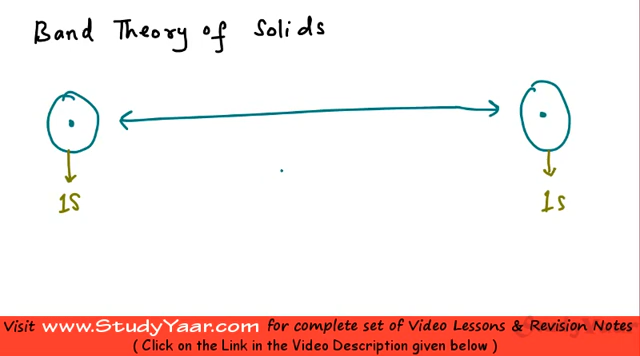 Band Theory of Solids
1S 1s
Visit www.StudyYaar.com for complete set of Video Lessons & Revision Notes
( Click on the Link in the Video Description given below )